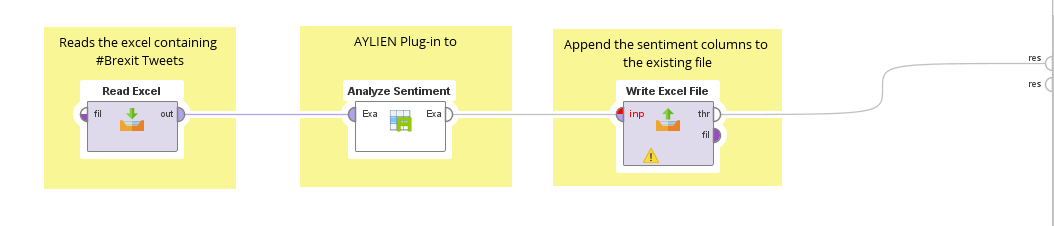 Reads the excel containing
#Brexit Tweets
Read Excel
fil
out
AYLIEN Plug-in to
Analyze Sentiment
Exa
Exa
Append the sentiment columns to
the existing file
Write Excel File
inp
thr
fil
res
res